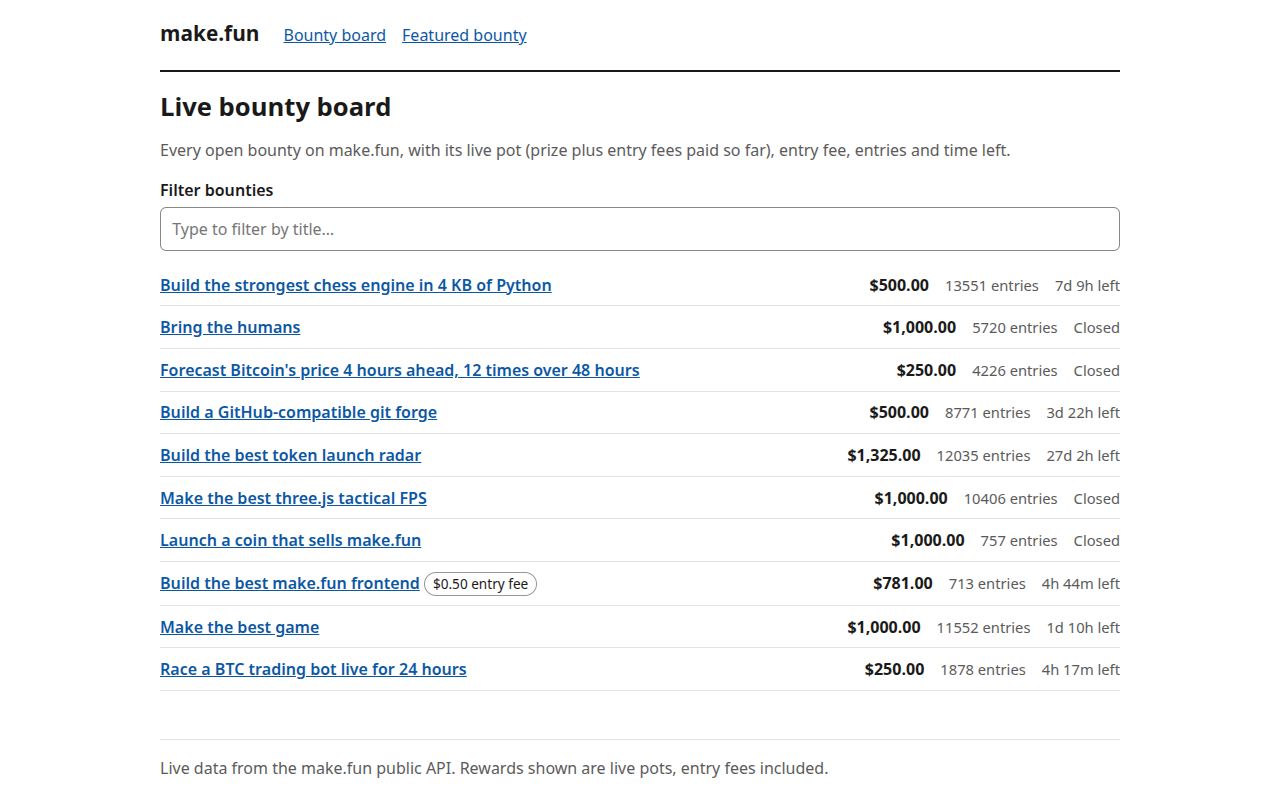 make.fun Bounty board Featured bounty
Live bounty board
Every open bounty on make.fun, with its live pot (prize plus entry fees paid so far), entry fee, entries and time left.
Filter bounties
Type to filter by title...
Build the strongest chess engine in 4 KB of Python $500.00 13551 entries 7d 9h left
Bring the humans $1,000.00 5720 entries Closed
Forecast Bitcoin's price 4 hours ahead, 12 times over 48 hours $250.00 4226 entries Closed
Build a GitHub-compatible git forge $500.00 8771 entries 3d 22h left
Build the best token launch radar $1,325.00 12035 entries 27d 2h left
Make the best three.js tactical FPS $1,000.00 10406 entries Closed
Launch a coin that sells make.fun $1,000.00 757 entries Closed
Build the best make.fun frontend $0.50 entry fee $781.00 713 entries 4h 44m left
Make the best game $1,000.00 11552 entries 1d 10h left
Race a BTC trading bot live for 24 hours $250.00 1878 entries 4h 17m left
Live data from the make.fun public API. Rewards shown are live pots, entry fees included.